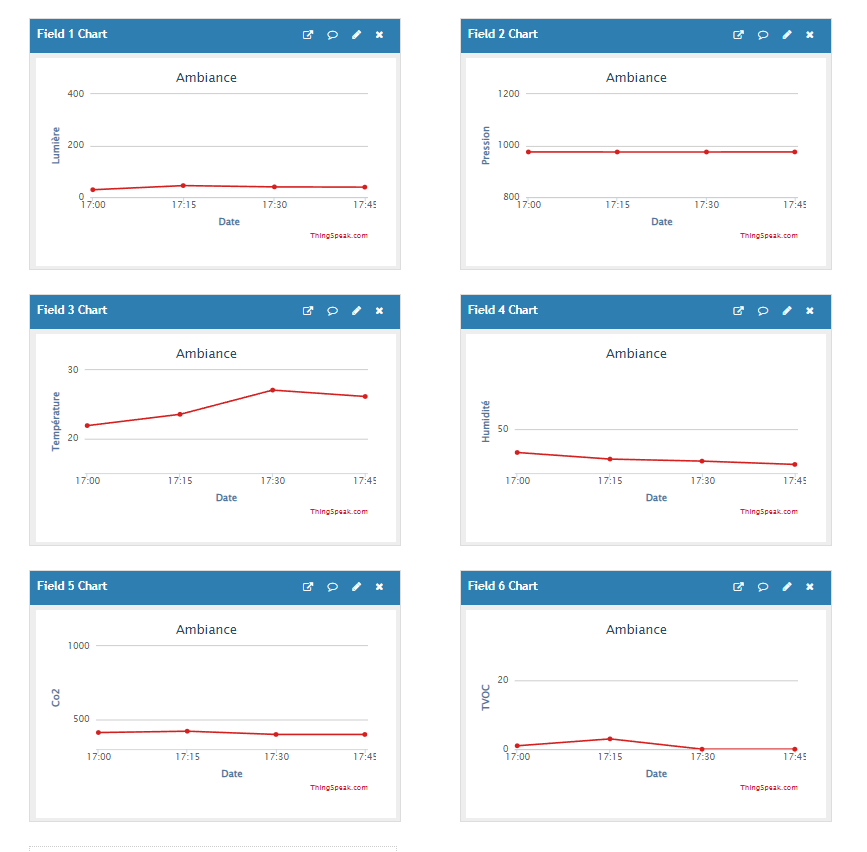 Field 1 Chart
Ambiance
400
200
0
Lumière
17:00 17:15 17:30 17:45
Date
ThingSpeak.com
Field 2 Chart
Ambiance
1200
1000
800
Pression
17:00 17:15 17:30 17:45
Date
ThingSpeak.com
Field 3 Chart
Ambiance
30
20
Température
17:00 17:15 17:30 17:45
Date
ThingSpeak.com
Field 4 Chart
Ambiance
50
Humidité
17:00 17:15 17:30 17:45
Date
ThingSpeak.com
Field 5 Chart
Ambiance
1000
500
Co2
17:00 17:15 17:30 17:45
Date
ThingSpeak.com
Field 6 Chart
Ambiance
20
0
TVOC
17:00 17:15 17:30 17:45
Date
ThingSpeak.com